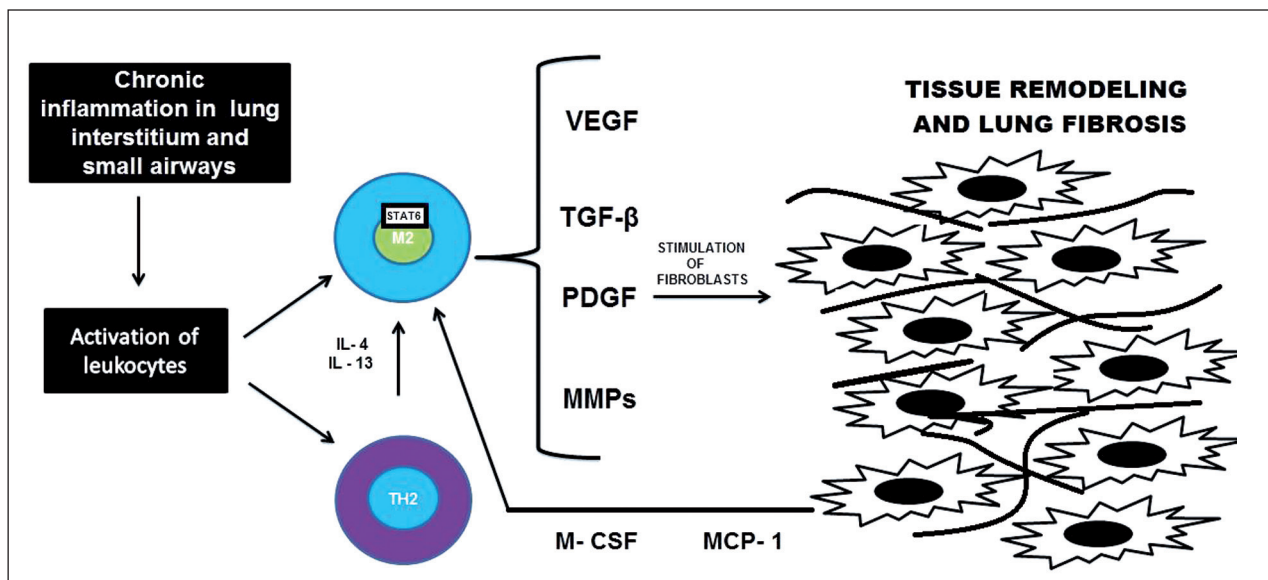 Chronic
inflammation in lung
interstitium and
small airways
Activation of
leukocytes
STAT6
M2
IL- 4
IL - 13
TH2
VEGF
TGF-β
PDGF
MMPs
STIMULATION
OF
FIBROBLASTS
M- CSF MCP- 1
TISSUE REMODELING
AND LUNG FIBROSIS